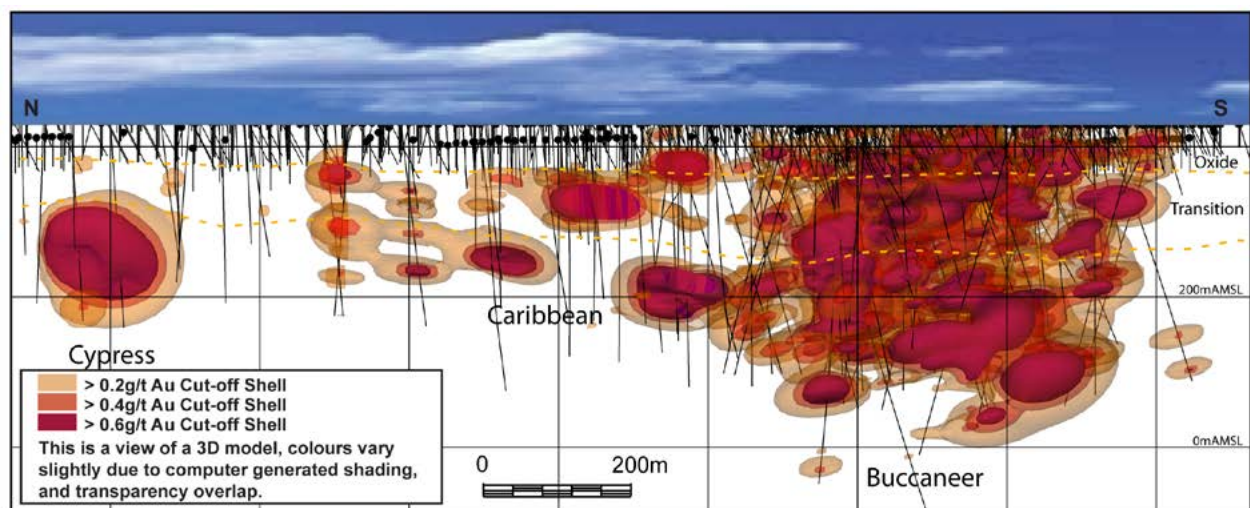 N
S
Oxide
Transition
200mAMSL
Caribbean
Cypress
> 0.2g/t Au Cut-off Shell
> 0.4g/t Au Cut-off Shell
> 0.6g/t Au Cut-off Shell
This is a view of a 3D model, colours vary
slightly due to computer generated shading,
and transparency overlap.
0 200m
0mAMSL
Buccaneer